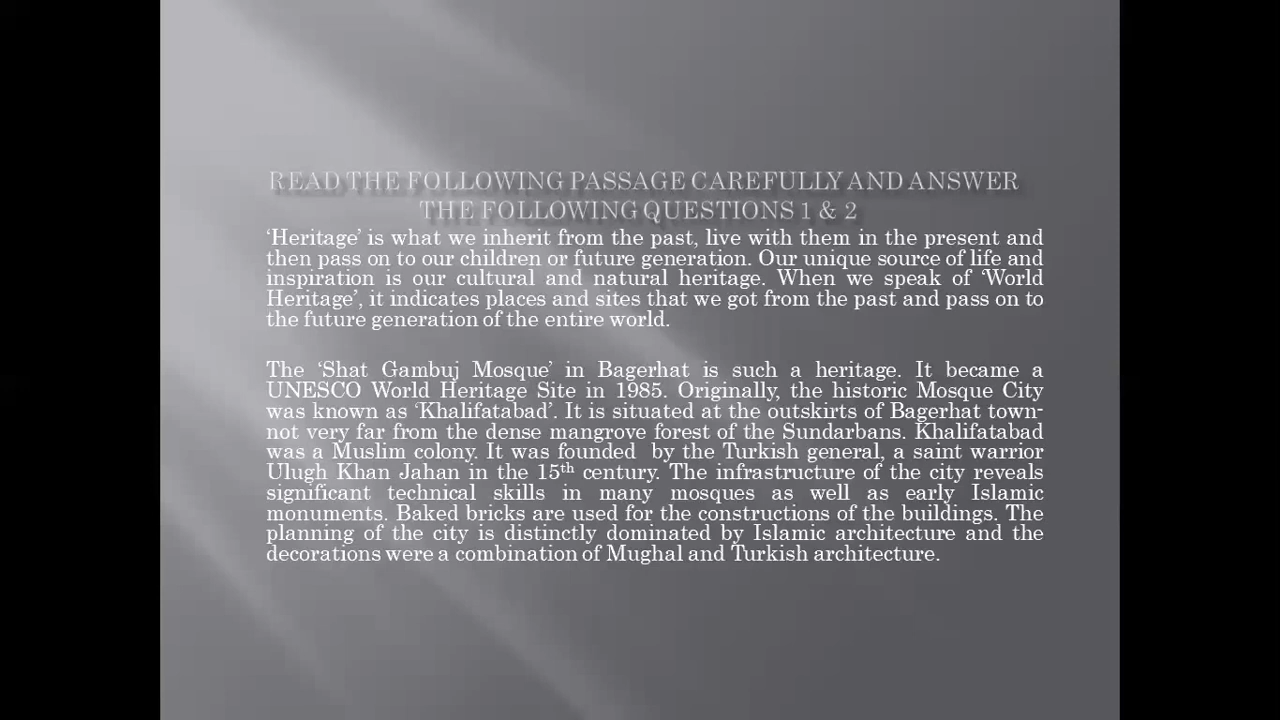 READ THE FOLLOWING PASSAGE CAREFULLY AND ANSWER
THE FOLLOWING QUESTIONS 1 & 2
‘Heritage’ is what we inherit from the past, live with them in the present and
then pass on to our children or future generation. Our unique source of life and
inspiration is our cultural and natural heritage. When we speak of ‘World
Heritage’, it indicates places and sites that we got from the past and pass on to
the future generation of the entire world.
The ‘Shat Gambuj Mosque’ in Bagerhat is such a heritage. It became a
UNESCO World Heritage Site in 1985. Originally, the historic Mosque City
was known as ‘Khalifatabad’. It is situated at the outskirts of Bagerhat town-
not very far from the dense mangrove forest of the Sundarbans. Khalifatabad
was a Muslim colony. It was founded by the Turkish general, a saint warrior
Ulugh Khan Jahan in the 15th century. The infrastructure of the city reveals
significant technical skills in many mosques as well as early Islamic
monuments. Baked bricks are used for the constructions of the buildings. The
planning of the city is distinctly dominated by Islamic architecture and the
decorations were a combination of Mughal and Turkish architecture.